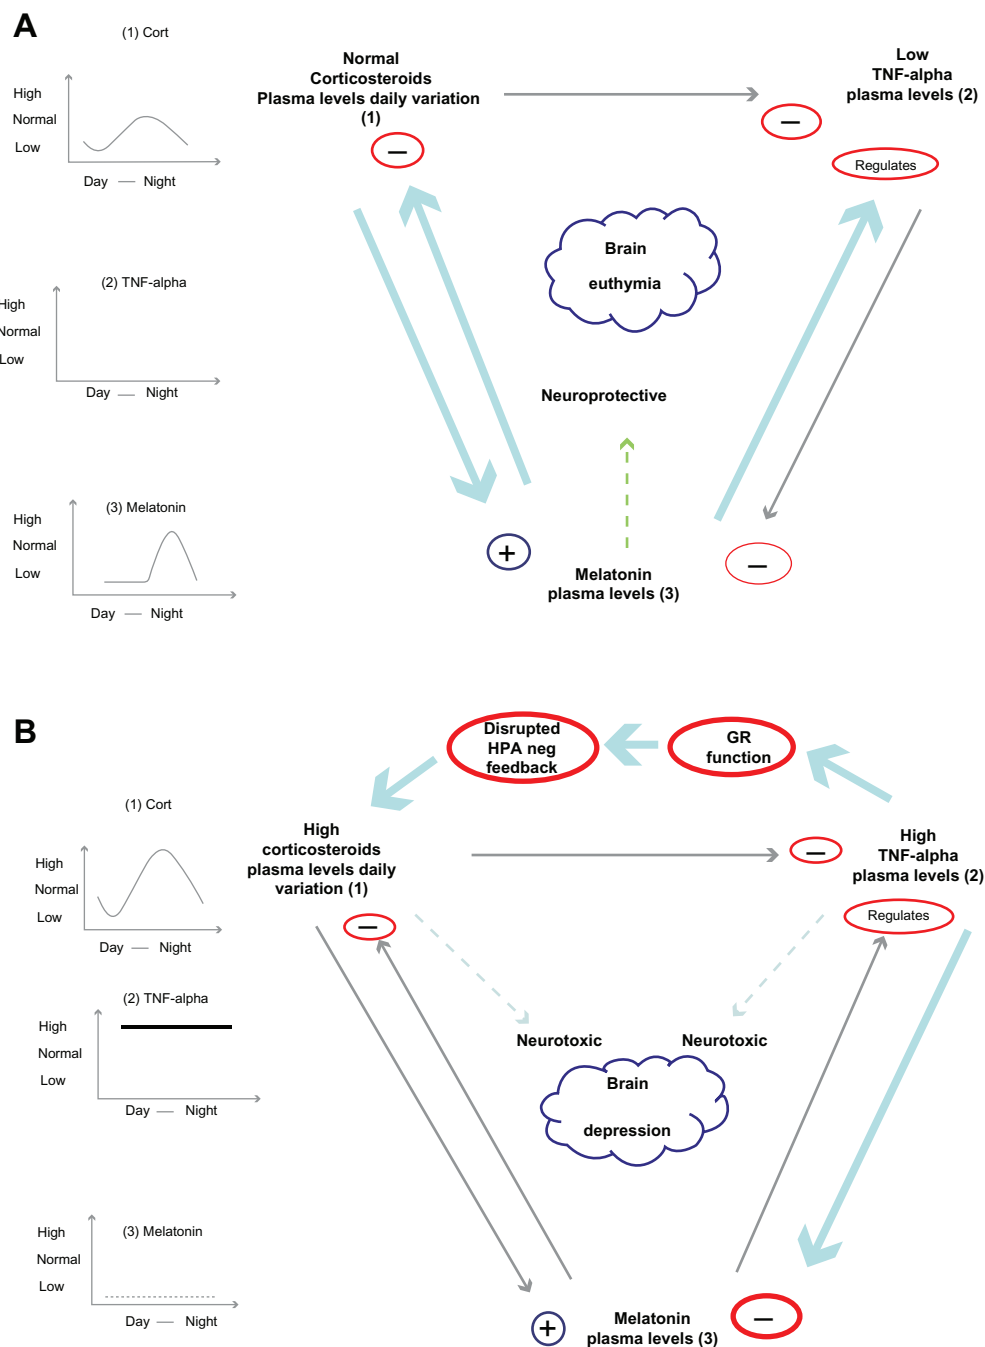 A
(1) Cort
High
Normal
Low
Day — Night
Normal
Corticosteroids
Plasma levels daily variation
(1)
−
Low
TNF-alpha
plasma levels (2)
−
Regulates
Brain
euthymia
(2) TNF-alpha
High
Normal
Low
Day — Night
Neuroprotective
(3) Melatonin
High
Normal
Low
Day — Night
+
Melatonin
plasma levels (3)
−
B
Disrupted
HPA neg
feedback
GR
function
(1) Cort
High
Normal
Low
Day — Night
High
corticosteroids
plasma levels daily
variation (1)
−
−
High
TNF-alpha
plasma levels (2)
Regulates
(2) TNF-alpha
High
Normal
Low
Day — Night
Neurotoxic
Neurotoxic
Brain
depression
(3) Melatonin
High
Normal
Low
Day — Night
+
Melatonin
plasma levels (3)
−